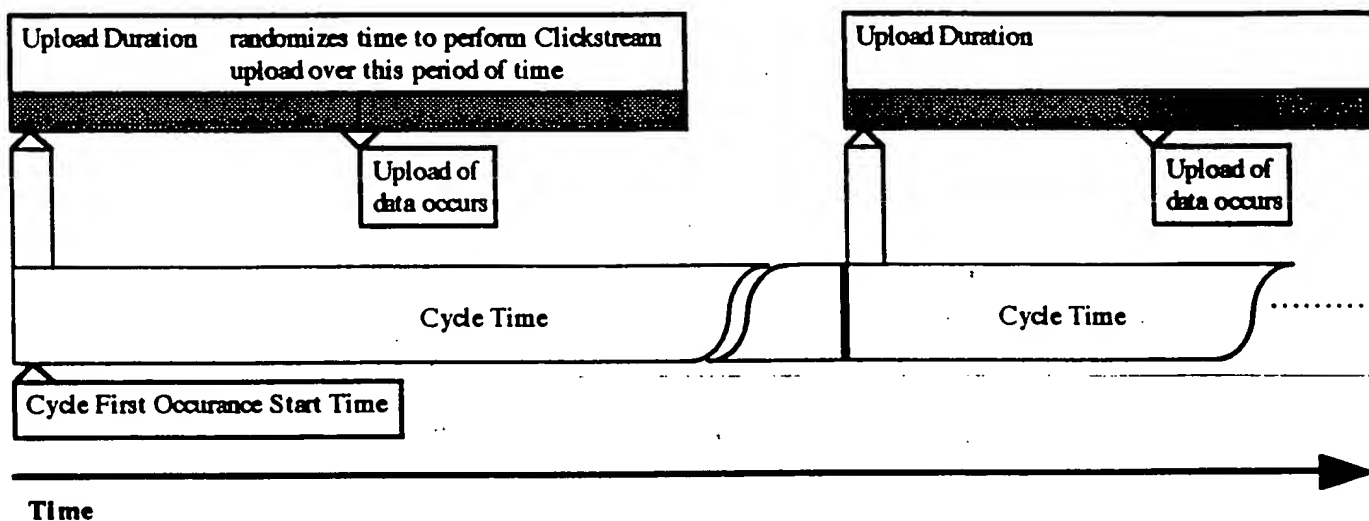 Upload Duration randomizes time to perform Clickstream
upload over this period of time
Upload Duration
Upload of
data occurs
Upload of
data occurs
Cycle Time
Cycle Time
Cycle First Occurance Start Time
Time